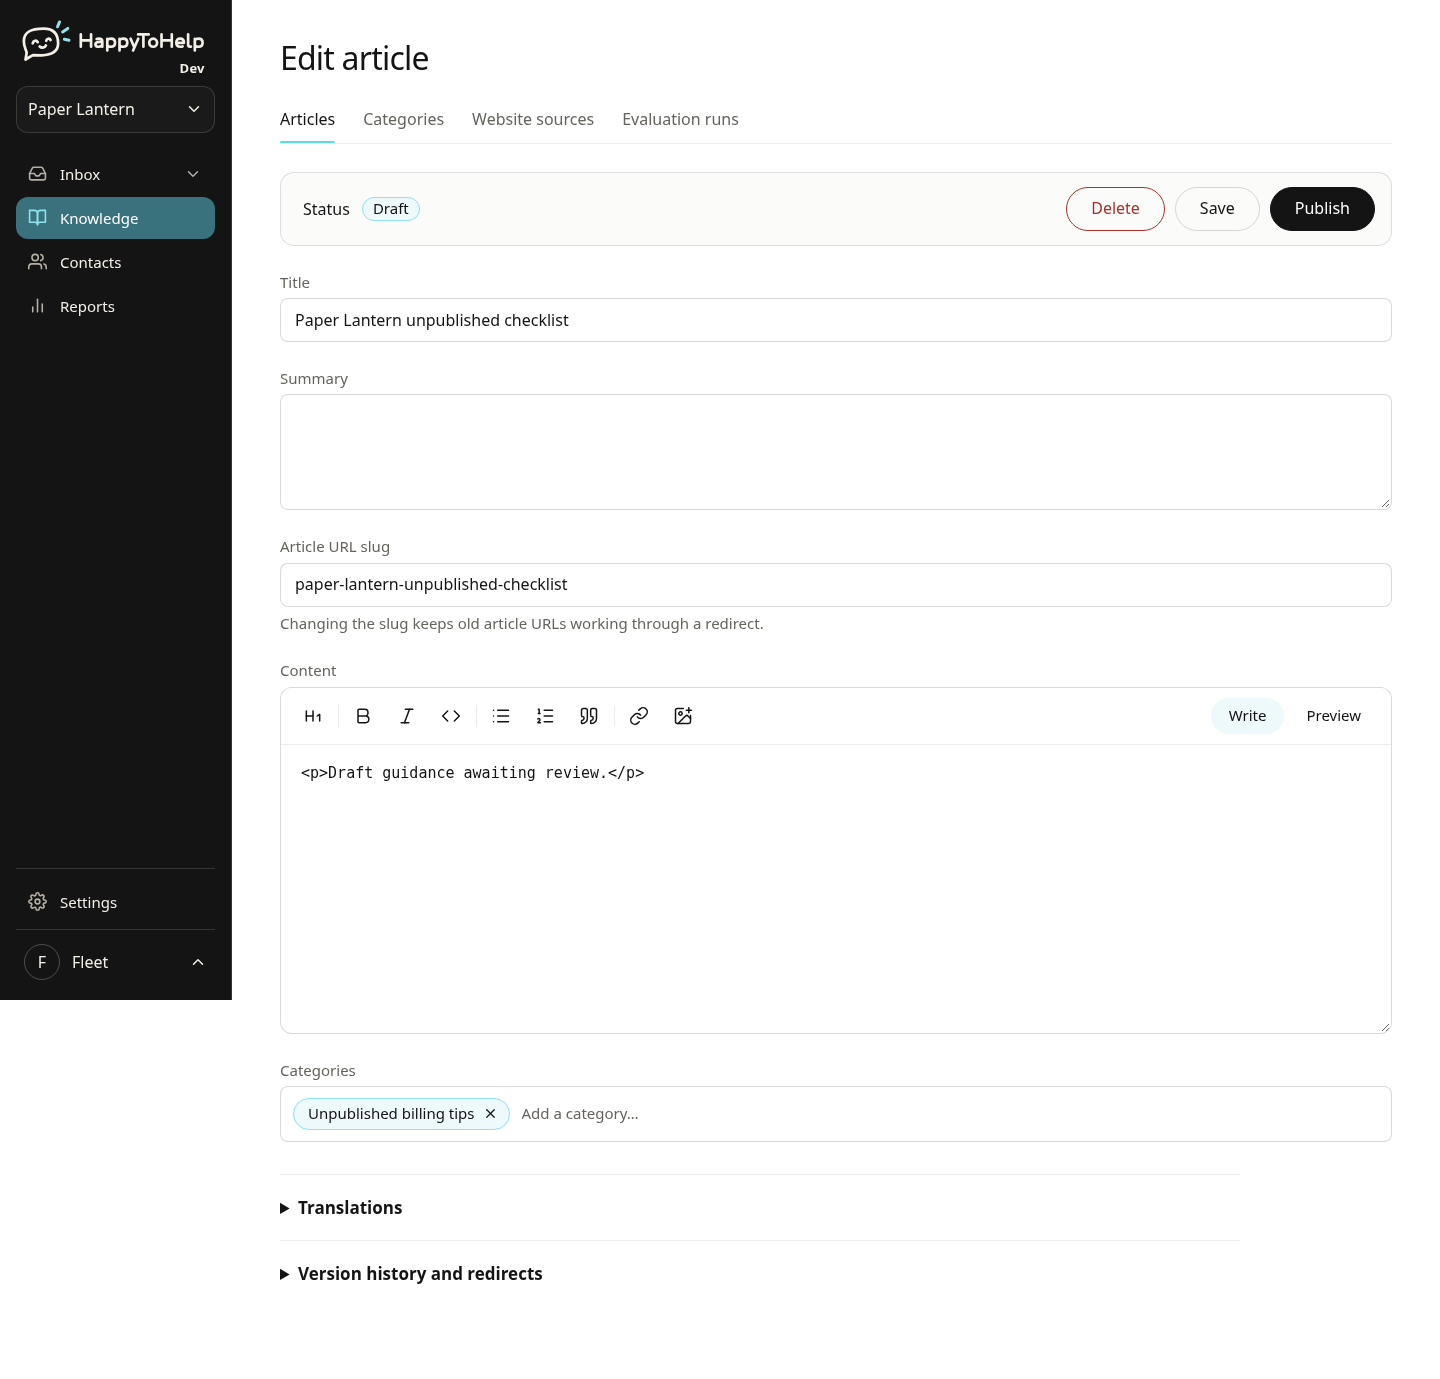 HappyToHelp
Dev
Paper Lantern
Inbox
Knowledge
Contacts
Reports
Settings
F Fleet
Edit article
Articles Categories Website sources Evaluation runs
Status Draft Delete Save Publish
Title
Paper Lantern unpublished checklist
Summary
Article URL slug
paper-lantern-unpublished-checklist
Changing the slug keeps old article URLs working through a redirect.
Content
H1 B I Write Preview
<p>Draft guidance awaiting review.</p>
Categories
Unpublished billing tips Add a category...
Translations
Version history and redirects